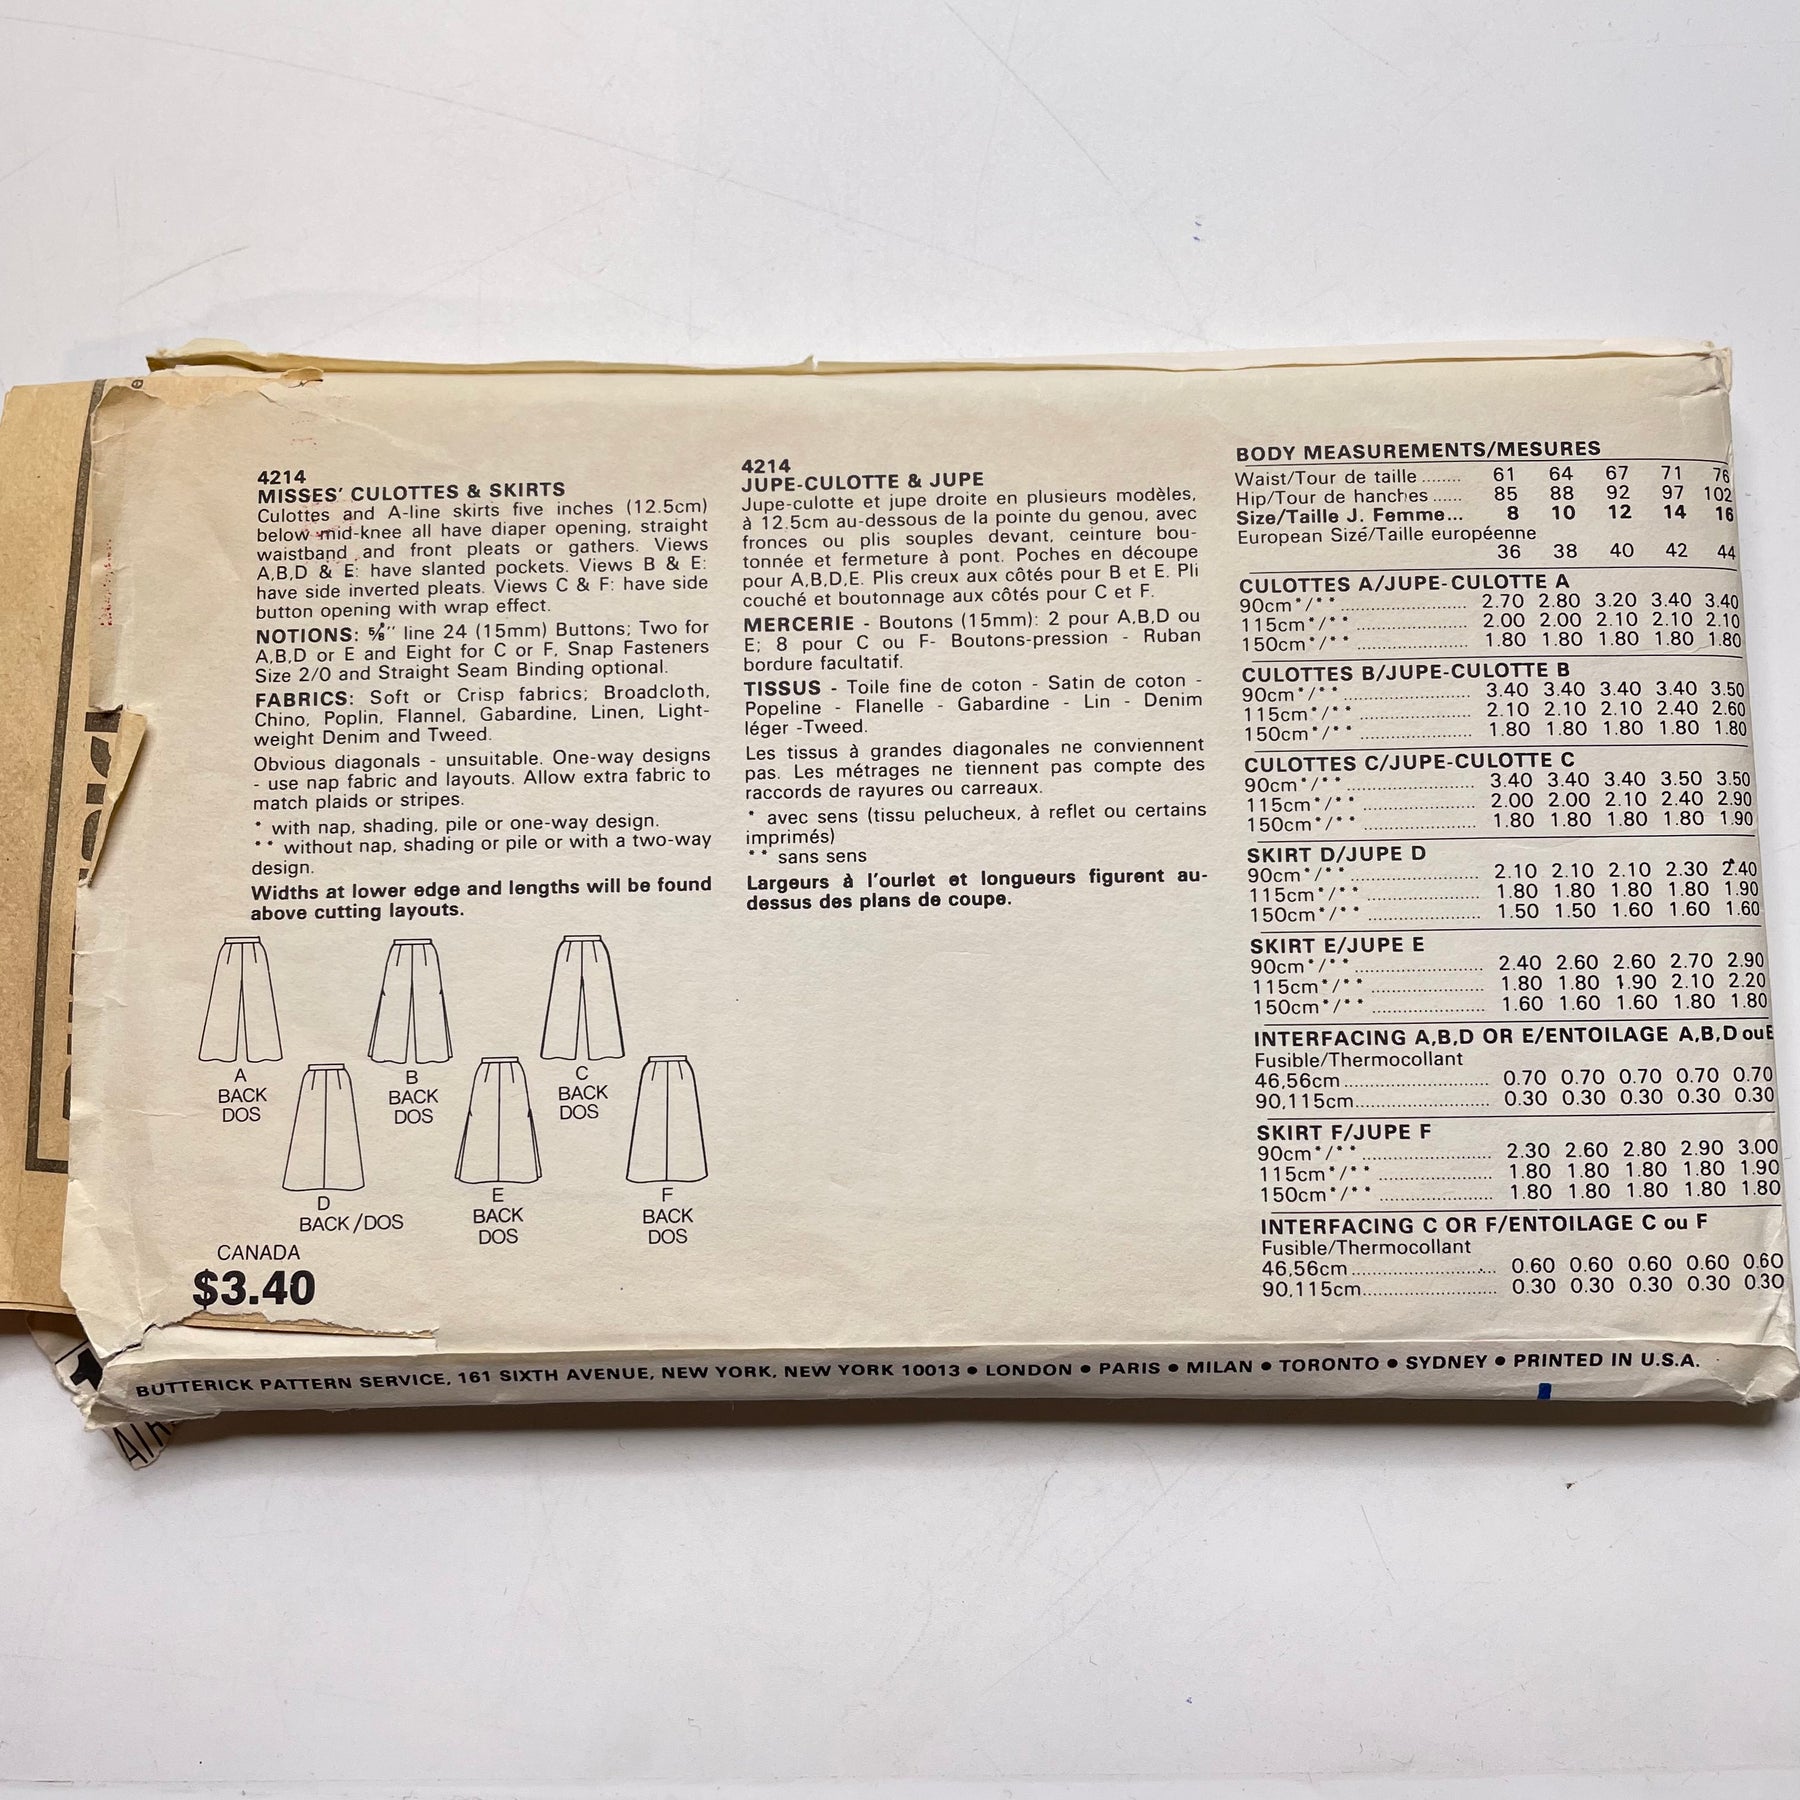 4214
MISSES' CULOTTES & SKIRTS
Culottes and A-line skirts five inches (12.5cm)
below mid-knee all have diaper opening, straight
waistband and front pleats or gathers. Views
A,B,D & E: have slanted pockets. Views B & E:
have side inverted pleats. Views C & F: have side
button opening with wrap effect.
NOTIONS: 5/8" line 24 (15mm) Buttons; Two for
A,B,D or E and Eight for C or F, Snap Fasteners
Size 2/0 and Straight Seam Binding optional.
FABRICS: Soft or Crisp fabrics; Broadcloth,
Chino, Poplin, Flannel, Gabardine, Linen, Light-
weight Denim and Tweed.
Obvious diagonals - unsuitable. One-way designs
- use nap fabric and layouts. Allow extra fabric to
match plaids or stripes.
* with nap, shading, pile or one-way design.
** without nap, shading or pile or with a two-way
design.
Widths at lower edge and lengths will be found
above cutting layouts.
A
BACK
DOS
B
BACK
DOS
C
BACK
DOS
D
BACK/DOS
E
BACK
DOS
F
BACK
DOS
CANADA
$3.40
4214
JUPE-CULOTTE & JUPE
Jupe-culotte et jupe droite en plusieurs modèles,
à 12.5cm au-dessous de la pointe du genou, avec
fronces ou plis souples devant, ceinture bou-
tonnée et fermeture à pont. Poches en découpe
pour A,B,D,E. Plis creux aux côtés pour B et E. Pli
couché et boutonnage aux côtés pour C et F.
MERCERIE - Boutons (15mm): 2 pour A,B,D ou
E; 8 pour C ou F- Boutons-pression - Ruban
bordure facultatif.
TISSUS - Toile fine de coton - Satin de coton -
Popeline - Flanelle - Gabardine - Lin - Denim
léger -Tweed.
Les tissus à grandes diagonales ne conviennent
pas. Les métrages ne tiennent pas compte des
raccords de rayures ou carreaux.
* avec sens (tissu pelucheux, à reflet ou certains
imprimés)
** sans sens
Largeurs à l'ourlet et longueurs figurent au-
dessus des plans de coupe.
BODY MEASUREMENTS/MESURES
Waist/Tour de taille ........ 61 64 67 71 76
Hip/Tour de hanches ...... 85 88 92 97 102
Size/Taille J. Femme... 8 10 12 14 16
European Size/Taille européenne
36 38 40 42 44
CULOTTES A/JUPE-CULOTTE A
90cm*/** ........ 2.70 2.80 3.20 3.40 3.40
115cm*/** ........ 2.00 2.00 2.10 2.10 2.10
150cm*/** ........ 1.80 1.80 1.80 1.80 1.80
CULOTTES B/JUPE-CULOTTE B
90cm*/** ........ 3.40 3.40 3.40 3.40 3.50
115cm*/** ........ 2.10 2.10 2.10 2.40 2.60
150cm*/** ........ 1.80 1.80 1.80 1.80 1.80
CULOTTES C/JUPE-CULOTTE C
90cm*/** ........ 3.40 3.40 3.40 3.50 3.50
115cm*/** ........ 2.00 2.00 2.10 2.40 2.90
150cm*/** ........ 1.80 1.80 1.80 1.80 1.90
SKIRT D/JUPE D
90cm*/** ........ 2.10 2.10 2.10 2.30 2.40
115cm*/** ........ 1.80 1.80 1.80 1.80 1.90
150cm*/** ........ 1.50 1.50 1.60 1.60 1.60
SKIRT E/JUPE E
90cm*/** ........ 2.40 2.60 2.60 2.70 2.90
115cm*/** ........ 1.80 1.80 1.90 2.10 2.20
150cm*/** ........ 1.60 1.60 1.60 1.80 1.80
INTERFACING A,B,D OR E/ENTOILAGE A,B,D ou E
Fusible/Thermocollant
46,56cm ........ 0.70 0.70 0.70 0.70 0.70
90,115cm ........ 0.30 0.30 0.30 0.30 0.30
SKIRT F/JUPE F
90cm*/** ........ 2.30 2.60 2.80 2.90 3.00
115cm*/** ........ 1.80 1.80 1.80 1.80 1.90
150cm*/** ........ 1.80 1.80 1.80 1.80 1.80
INTERFACING C OR F/ENTOILAGE C ou F
Fusible/Thermocollant
46,56cm ........ 0.60 0.60 0.60 0.60 0.60
90,115cm ........ 0.30 0.30 0.30 0.30 0.30
BUTTERICK PATTERN SERVICE, 161 SIXTH AVENUE, NEW YORK, NEW YORK 10013 ● LONDON ● PARIS ● MILAN ● TORONTO ● SYDNEY ● PRINTED IN U.S.A.